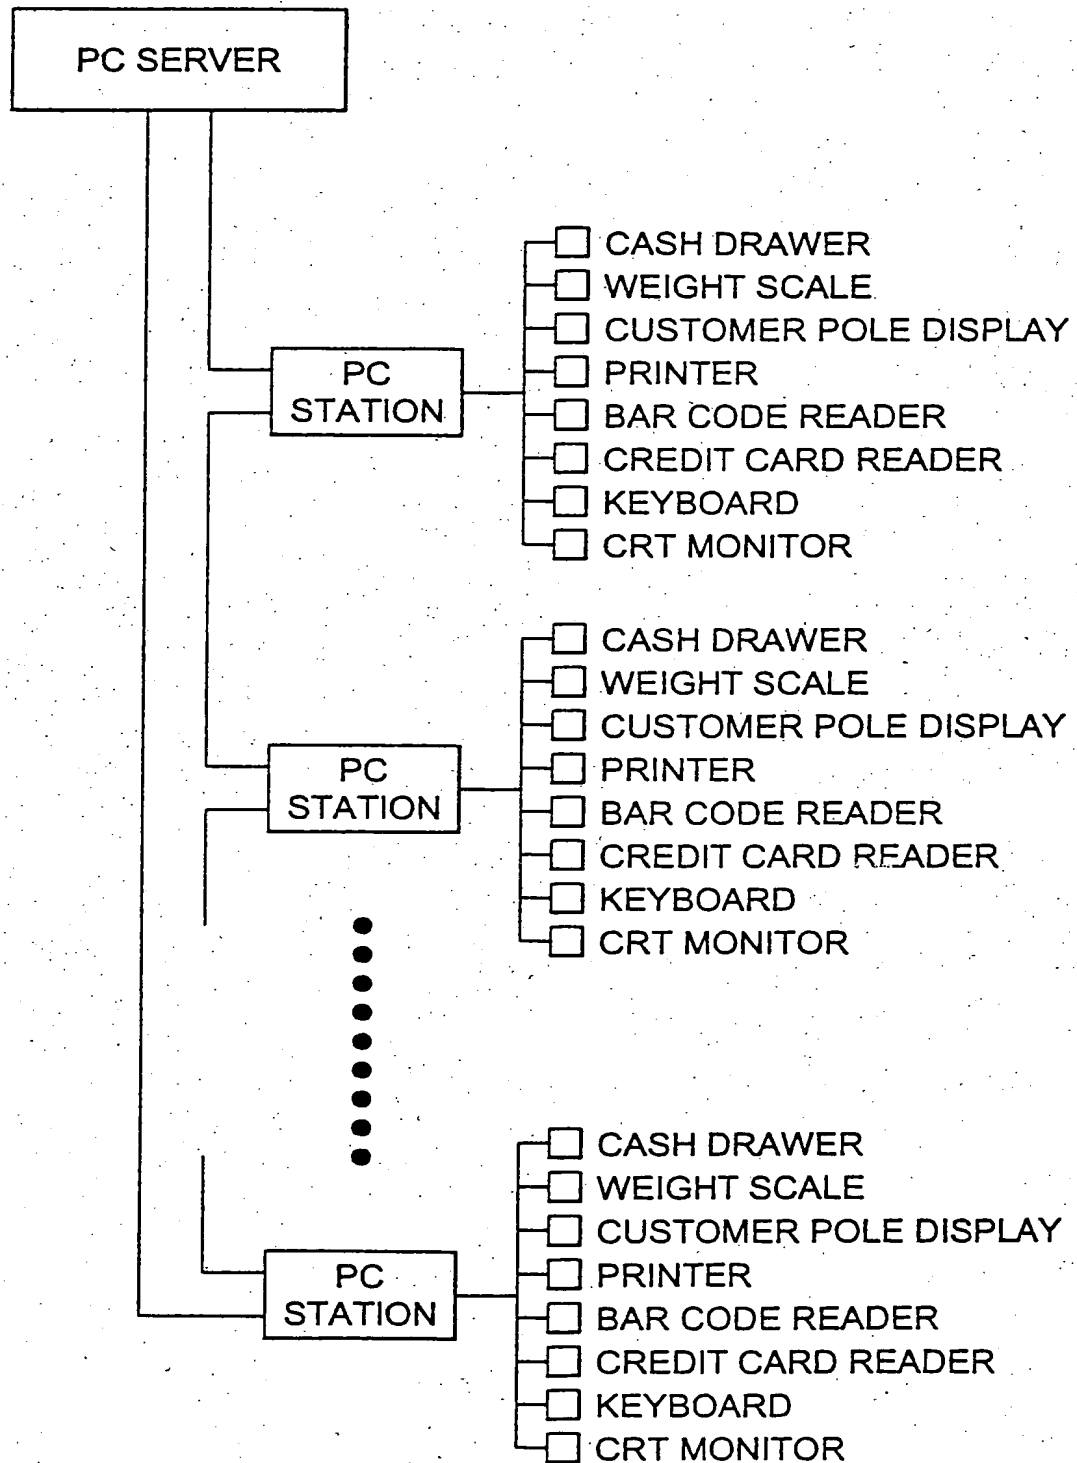 PC SERVER
CASH DRAWER
WEIGHT SCALE
CUSTOMER POLE DISPLAY
PC
STATION
PRINTER
BAR CODE READER
CREDIT CARD READER
KEYBOARD
CRT MONITOR
CASH DRAWER
WEIGHT SCALE
CUSTOMER POLE DISPLAY
PC
STATION
PRINTER
BAR CODE READER
CREDIT CARD READER
KEYBOARD
CRT MONITOR
CASH DRAWER
WEIGHT SCALE
CUSTOMER POLE DISPLAY
PC
STATION
PRINTER
BAR CODE READER
CREDIT CARD READER
KEYBOARD
CRT MONITOR